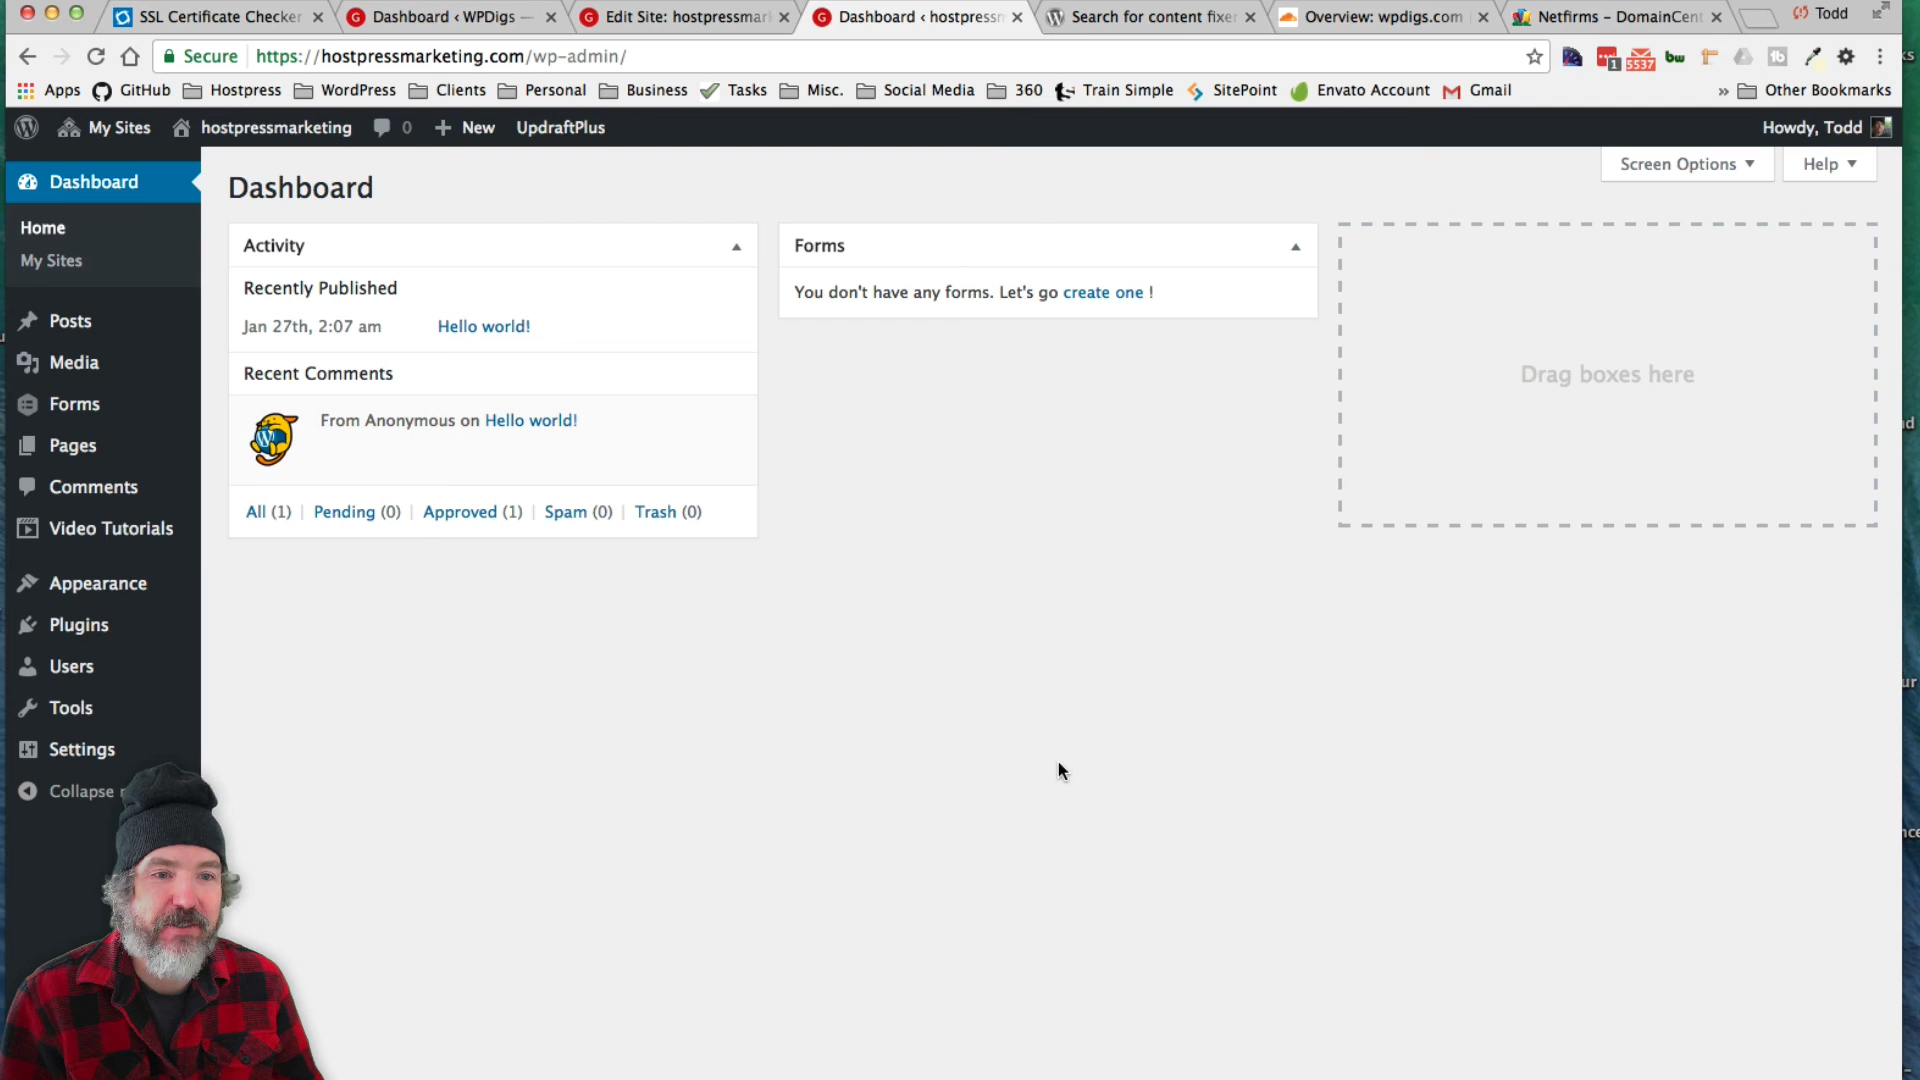 SSL Certificate Checker
Dashboard ‹ WPDigs —
Edit Site: hostpressmar
Dashboard ‹ hostpressm
Search for content fixer
Overview: wpdigs.com
Netfirms – DomainCent
Todd
Secure
https://hostpressmarketing.com/wp-admin/
1
5537
bw
tb
Apps
GitHub
Hostpress
WordPress
Clients
Personal
Business
Tasks
Misc.
Social Media
360
Train Simple
SitePoint
Envato Account
Gmail
»
Other Bookmarks
My Sites
hostpressmarketing
0
New
UpdraftPlus
Howdy, Todd
Dashboard
Home
My Sites
Posts
Media
Forms
Pages
Comments
Video Tutorials
Appearance
Plugins
Users
Tools
Settings
Collapse
Screen Options
Help
Dashboard
Activity
Recently Published
Jan 27th, 2:07 am
Hello world!
Recent Comments
From Anonymous on Hello world!
All (1) | Pending (0) | Approved (1) | Spam (0) | Trash (0)
Forms
You don't have any forms. Let's go create one !
Drag boxes here